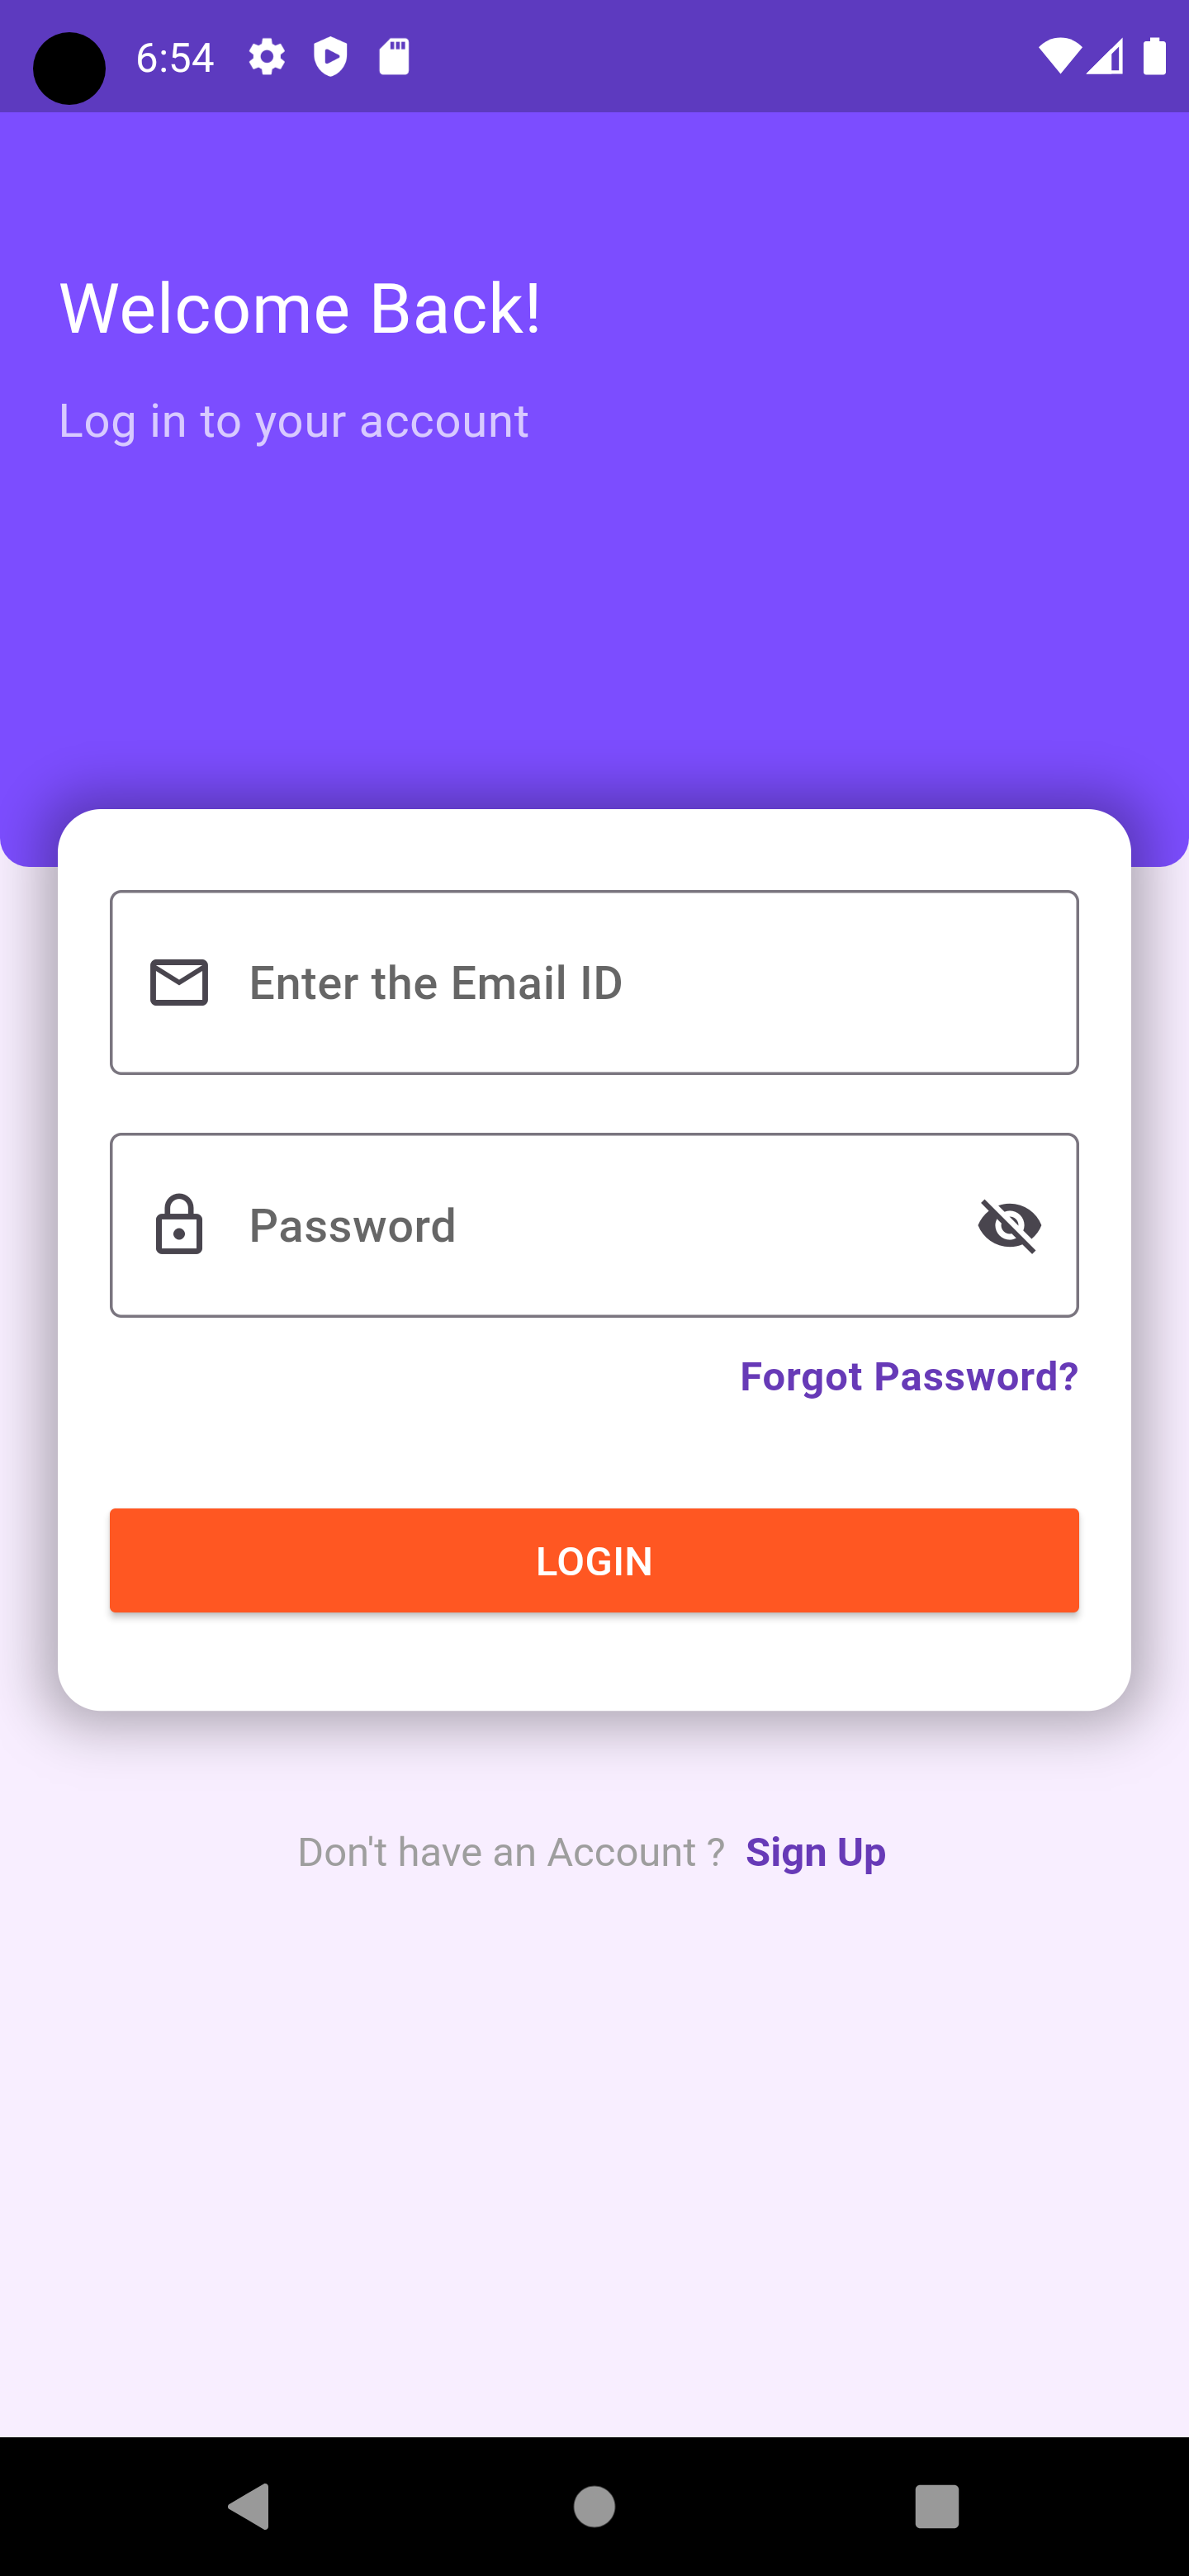 6:54
Welcome Back!
Log in to your account
Enter the Email ID
Password
Forgot Password?
LOGIN
Don't have an Account ? Sign Up